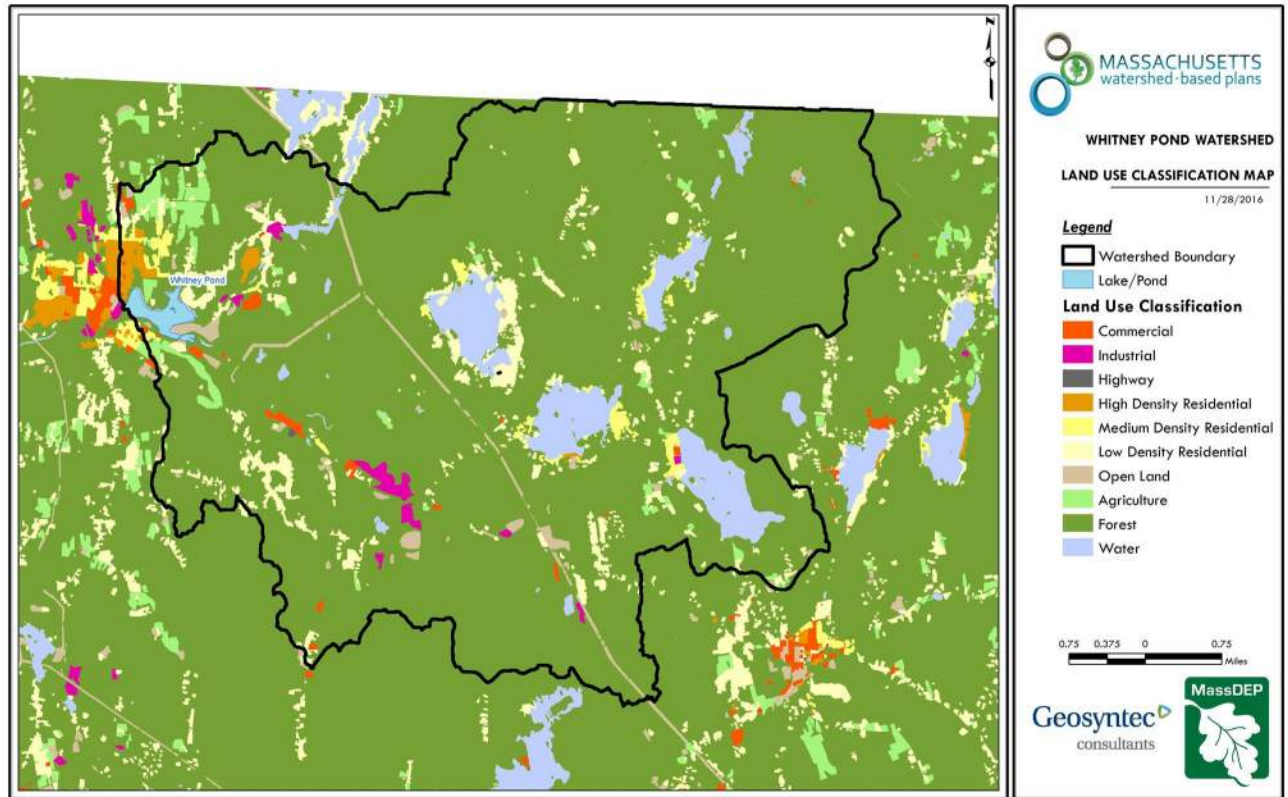 N
Whitney Pond
MASSACHUSETTS
watershed-based plans
WHITNEY POND WATERSHED
LAND USE CLASSIFICATION MAP
11/28/2016
Legend
Watershed Boundary
Lake/Pond
Land Use Classification
Commercial
Industrial
Highway
High Density Residential
Medium Density Residential
Low Density Residential
Open Land
Agriculture
Forest
Water
0.75 0.375 0 0.75
Miles
MassDEP
Geosyntec
consultants